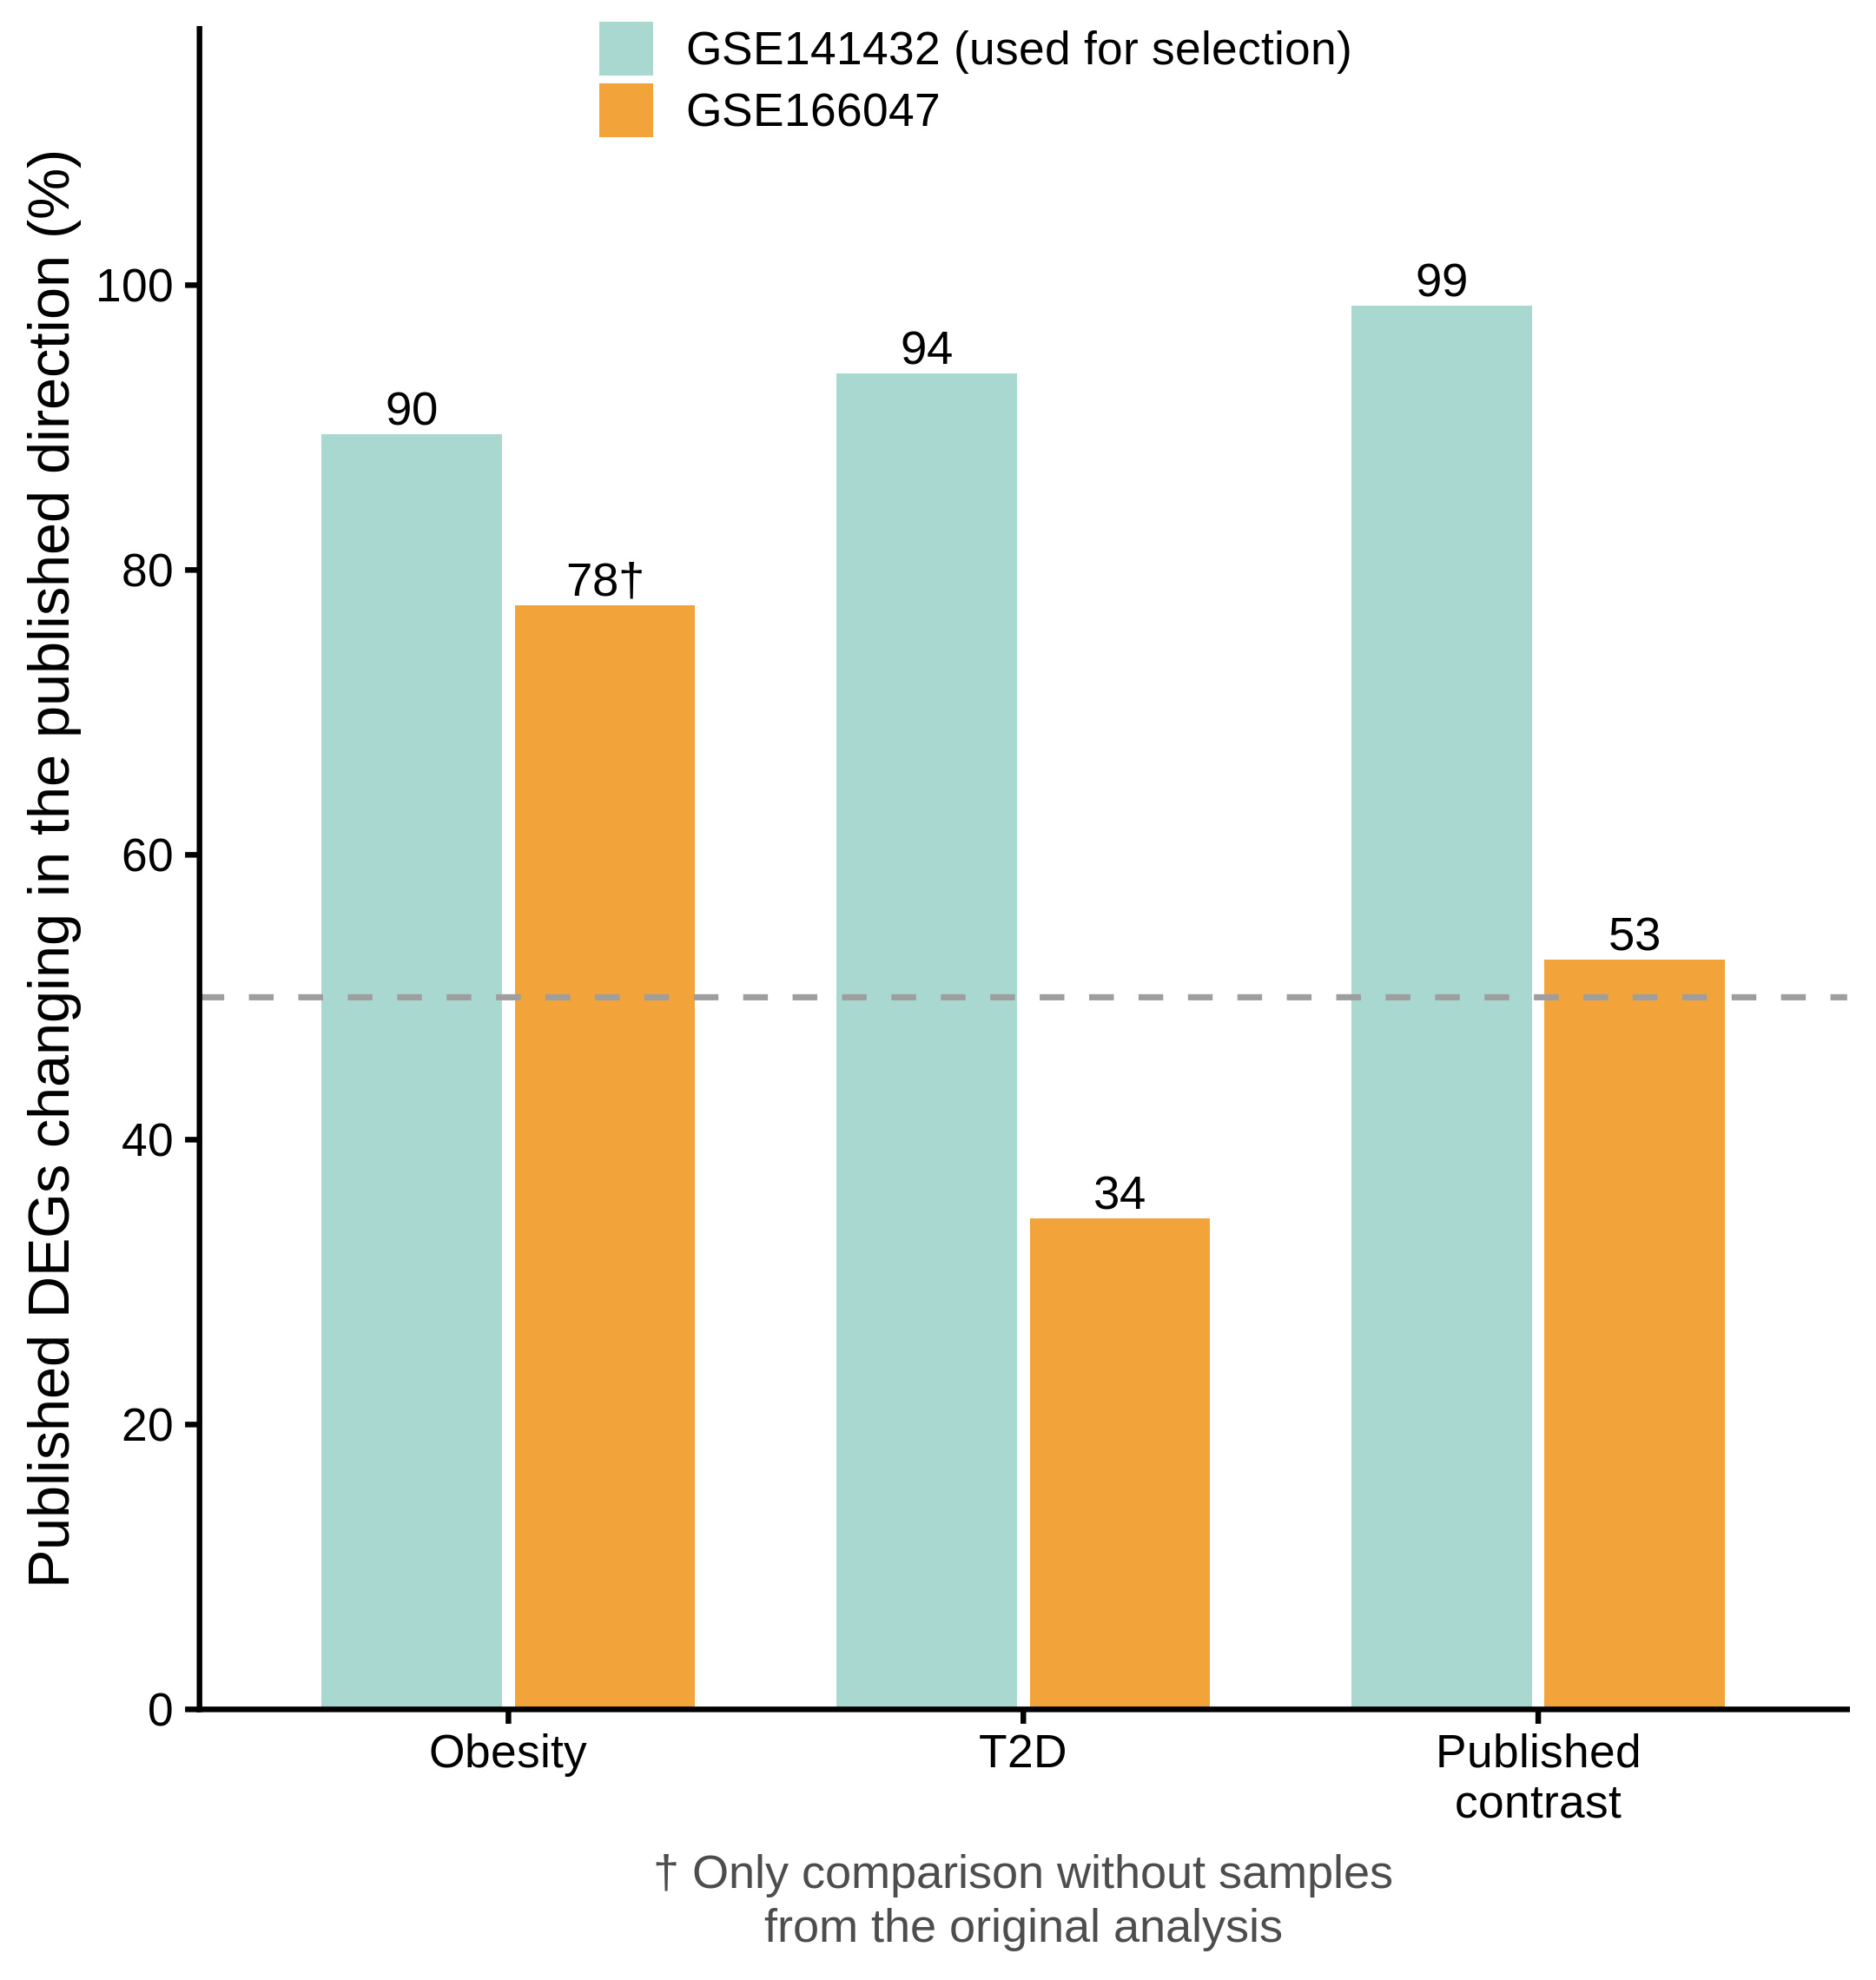 GSE141432 (used for selection)
GSE166047
Published DEGs changing in the published direction (%)
100
80
60
40
20
0
90
78†
94
34
99
53
Obesity
T2D
Published
contrast
† Only comparison without samples
from the original analysis